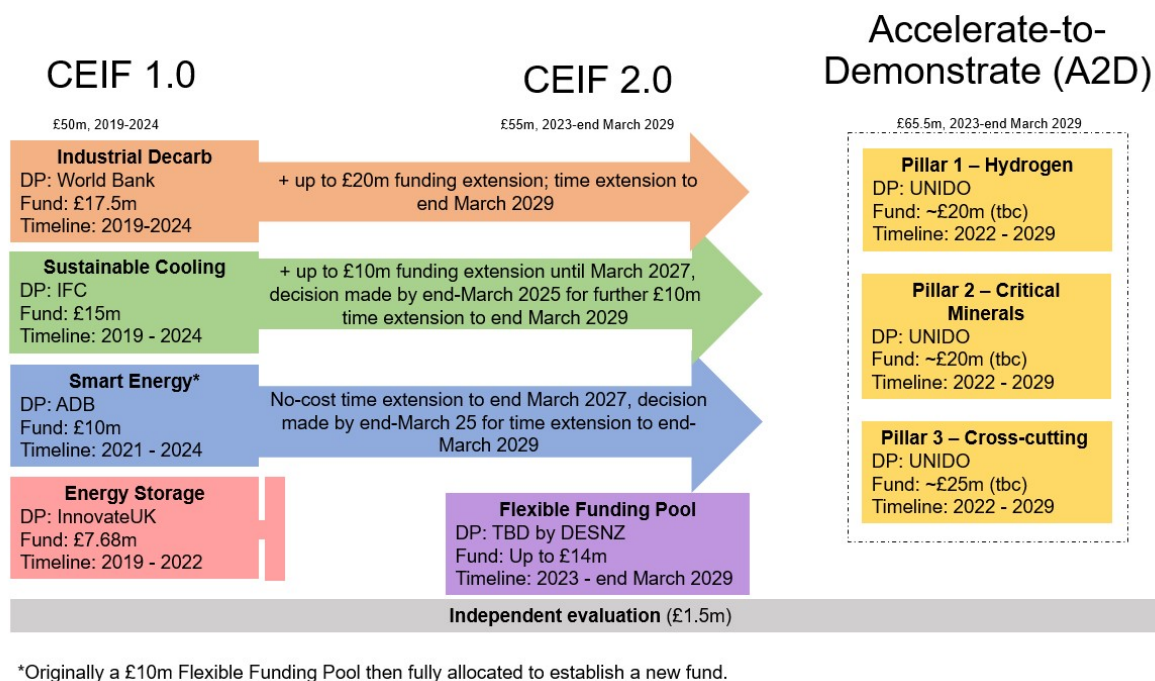 CEIF 1.0
£50m, 2019-2024
Industrial Decarb
DP: World Bank
Fund: £17.5m
Timeline: 2019-2024
Sustainable Cooling
DP: IFC
Fund: £15m
Timeline: 2019 - 2024
Smart Energy*
DP: ADB
Fund: £10m
Timeline: 2021 - 2024
Energy Storage
DP: InnovateUK
Fund: £7.68m
Timeline: 2019 - 2022
CEIF 2.0
£55m, 2023-end March 2029
+ up to £20m funding extension; time extension to
end March 2029
+ up to £10m funding extension until March 2027,
decision made by end-March 2025 for further £10m
time extension to end March 2029
No-cost time extension to end March 2027, decision
made by end-March 25 for time extension to end-
March 2029
Flexible Funding Pool
DP: TBD by DESNZ
Fund: Up to £14m
Timeline: 2023 - end March 2029
Accelerate-to-
Demonstrate (A2D)
£65.5m, 2023-end March 2029
Pillar 1 – Hydrogen
DP: UNIDO
Fund: ~£20m (tbc)
Timeline: 2022 - 2029
Pillar 2 – Critical
Minerals
DP: UNIDO
Fund: ~£20m (tbc)
Timeline: 2022 - 2029
Pillar 3 – Cross-cutting
DP: UNIDO
Fund: ~£25m (tbc)
Timeline: 2022 - 2029
Independent evaluation (£1.5m)
*Originally a £10m Flexible Funding Pool then fully allocated to establish a new fund.